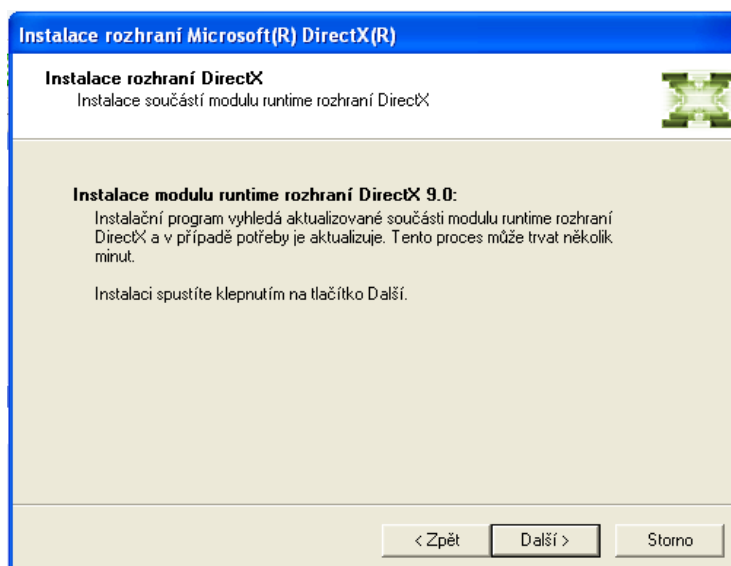 Instalace rozhraní Microsoft(R) DirectX(R)
Instalace rozhraní DirectX
Instalace součástí modulu runtime rozhraní DirectX
Instalace modulu runtime rozhraní DirectX 9.0:
Instalační program vyhledá aktualizované součásti modulu runtime rozhraní
DirectX a v případě potřeby je aktualizuje. Tento proces může trvat několik
minut.
Instalaci spustíte klepnutím na tlačítko Další.
< Zpět
Další >
Storno